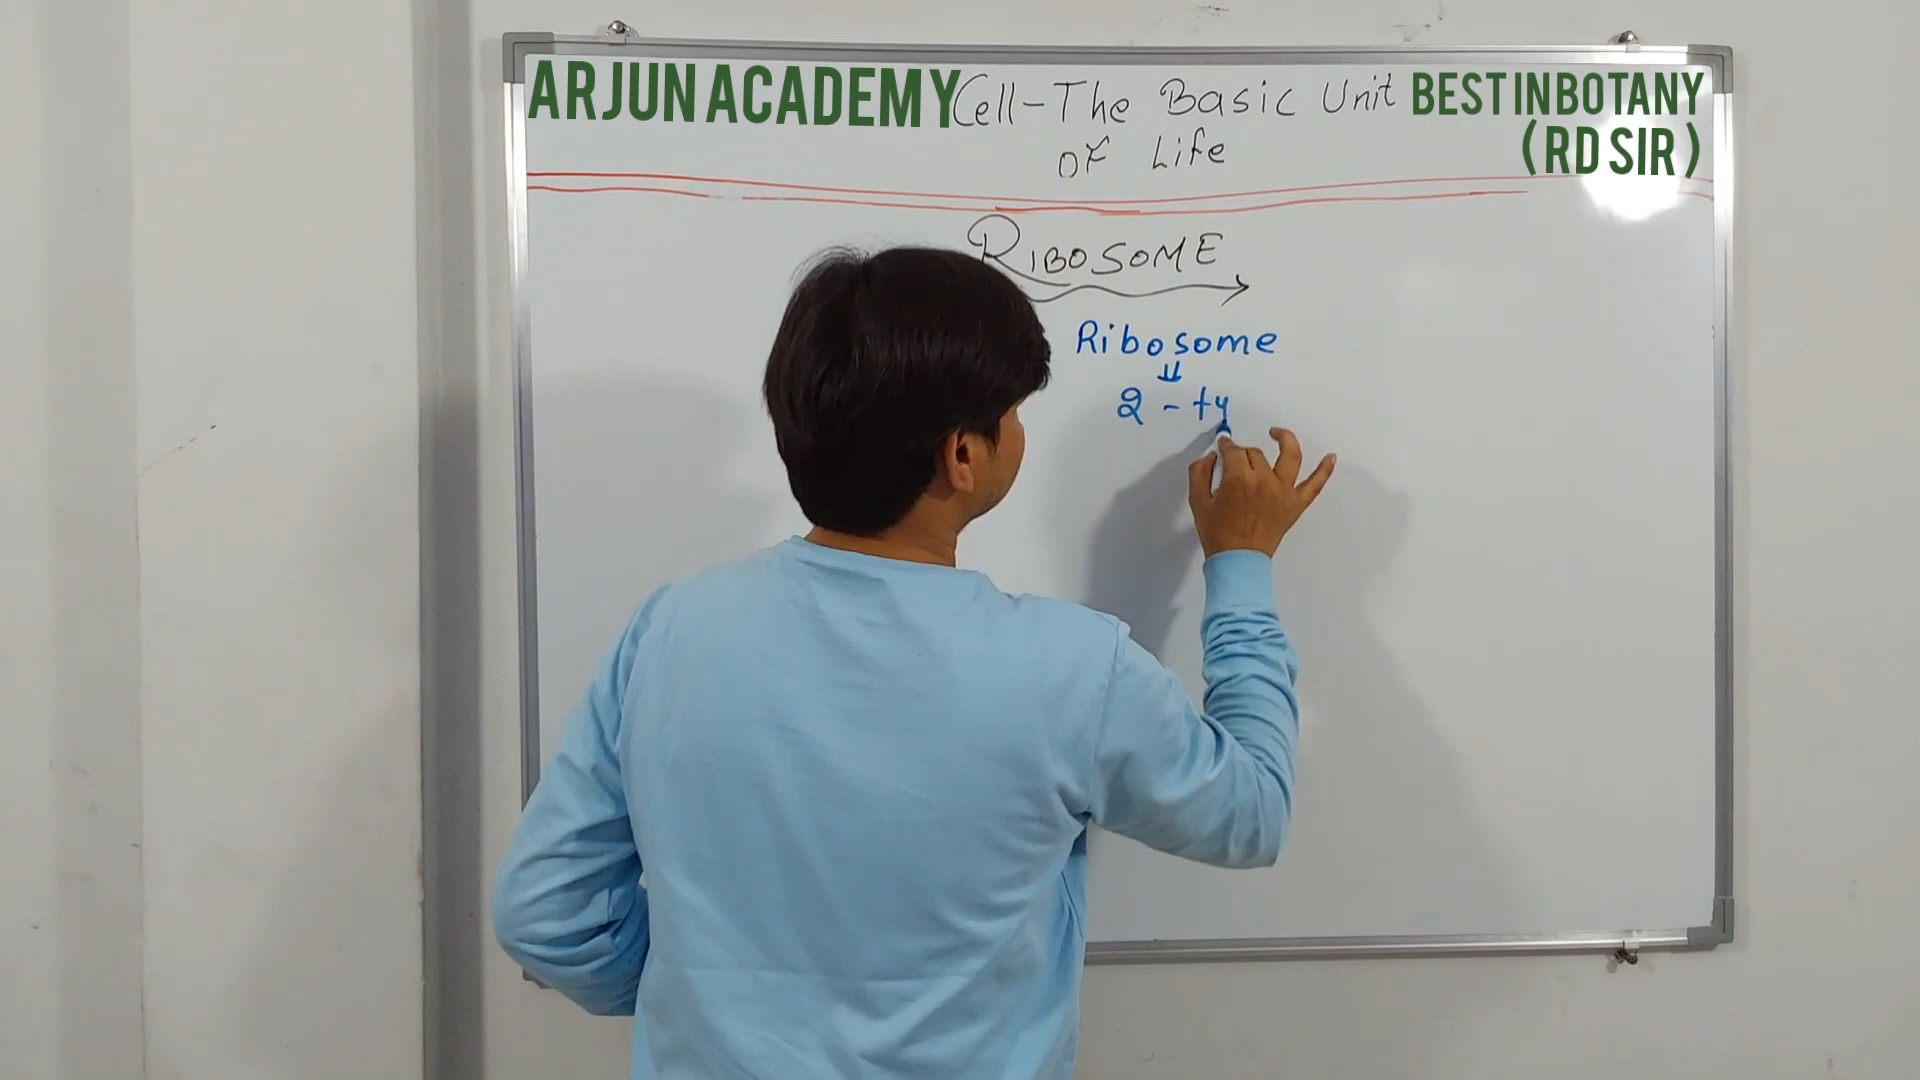 ARJUN ACADEMY
Cell-The Basic Unit
of Life
BEST IN BOTANY
(RD SIR)
RIBOSOME
Ribosome
2-ty